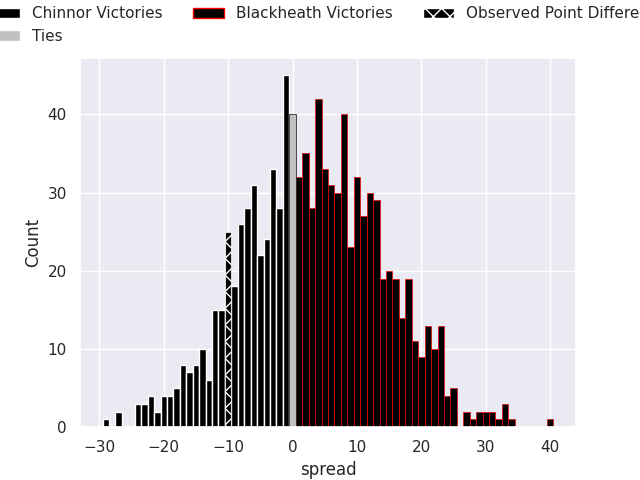 Chinnor Victories Blackheath Victories Observed Point
Ties
40
30
20
10
0
Count
−30 −20 −10 0 10 20 30 40
spread